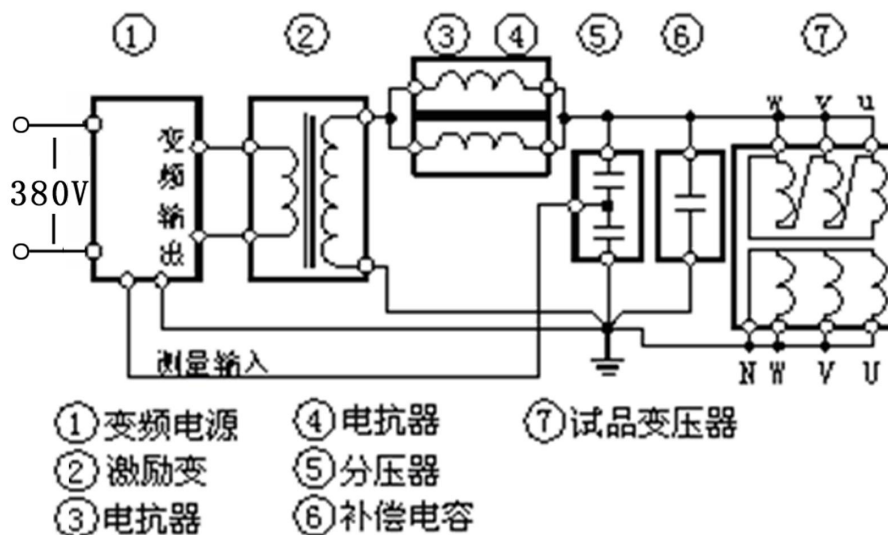 ① ② ③ ④ ⑤ ⑥ ⑦
w v u
380V
变频输出
测量输入
N W V U
① 变频电源 ④ 电抗器 ⑦ 试品变压器
② 激励变 ⑤ 分压器
③ 电抗器 ⑥ 补偿电容